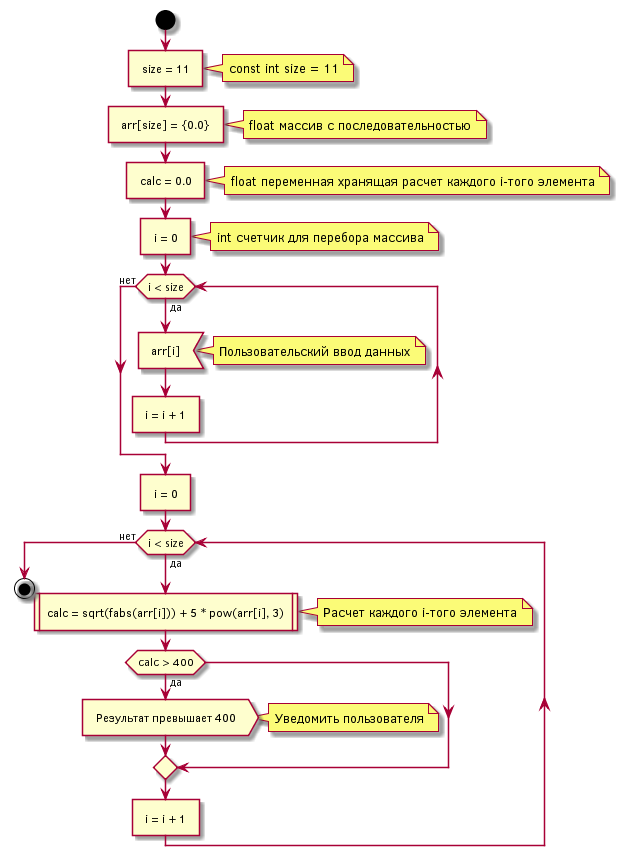 size = 11
const int size = 11
arr[size] = {0.0}
float массив с последовательностью
calc = 0.0
float переменная хранящая расчет каждого i-того элемента
i = 0
int счетчик для перебора массива
нет
i < size
да
arr[i]
Пользовательский ввод данных
i = i + 1
i = 0
нет
i < size
да
calc = sqrt(fabs(arr[i])) + 5 * pow(arr[i], 3)
Расчет каждого i-того элемента
calc > 400
да
Результат превышает 400
Уведомить пользователя
i = i + 1